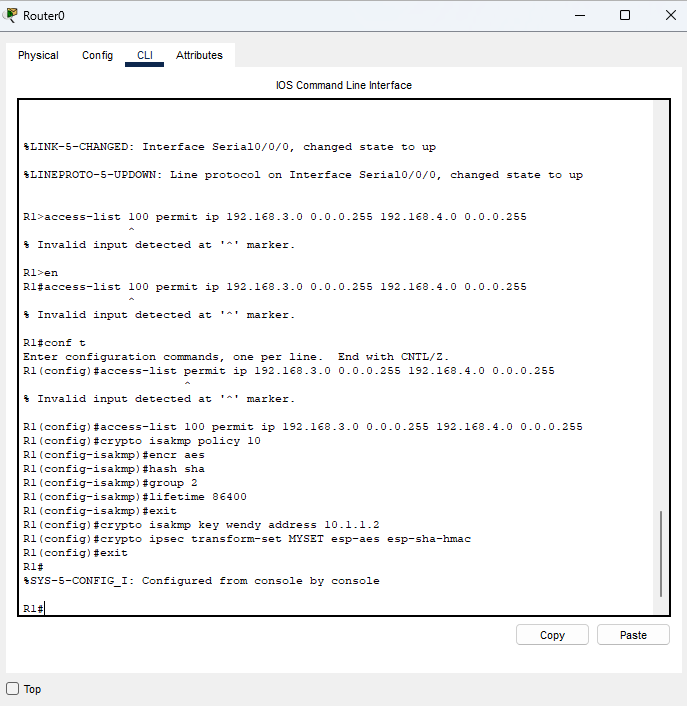 Router0
Physical Config CLI Attributes
IOS Command Line Interface
%LINK-5-CHANGED: Interface Serial0/0/0, changed state to up
%LINEPROTO-5-UPDOWN: Line protocol on Interface Serial0/0/0, changed state to up
R1>access-list 100 permit ip 192.168.3.0 0.0.0.255 192.168.4.0 0.0.0.255
^
% Invalid input detected at '^' marker.
R1>en
R1#access-list 100 permit ip 192.168.3.0 0.0.0.255 192.168.4.0 0.0.0.255
^
% Invalid input detected at '^' marker.
R1#conf t
Enter configuration commands, one per line.  End with CNTL/Z.
R1(config)#access-list permit ip 192.168.3.0 0.0.0.255 192.168.4.0 0.0.0.255
^
% Invalid input detected at '^' marker.
R1(config)#access-list 100 permit ip 192.168.3.0 0.0.0.255 192.168.4.0 0.0.0.255
R1(config)#crypto isakmp policy 10
R1(config-isakmp)#encr aes
R1(config-isakmp)#hash sha
R1(config-isakmp)#group 2
R1(config-isakmp)#lifetime 86400
R1(config-isakmp)#exit
R1(config)#crypto isakmp key wendy address 10.1.1.2
R1(config)#crypto ipsec transform-set MYSET esp-aes esp-sha-hmac
R1(config)#exit
R1#
%SYS-5-CONFIG_I: Configured from console by console
R1#
Copy Paste
Top